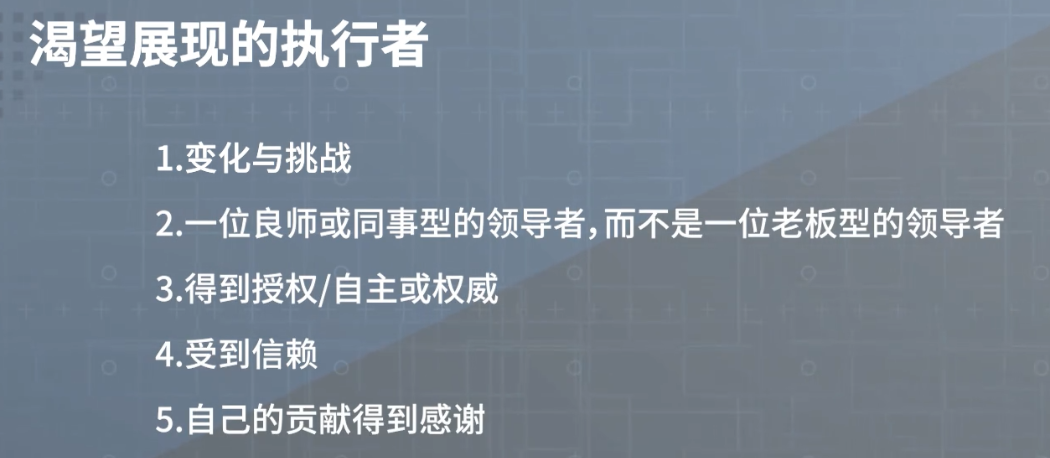 渴望展现的执行者
1.变化与挑战
2.一位良师或同事型的领导者,而不是一位老板型的领导者
3.得到授权/自主或权威
4.受到信赖
5.自己的贡献得到感谢